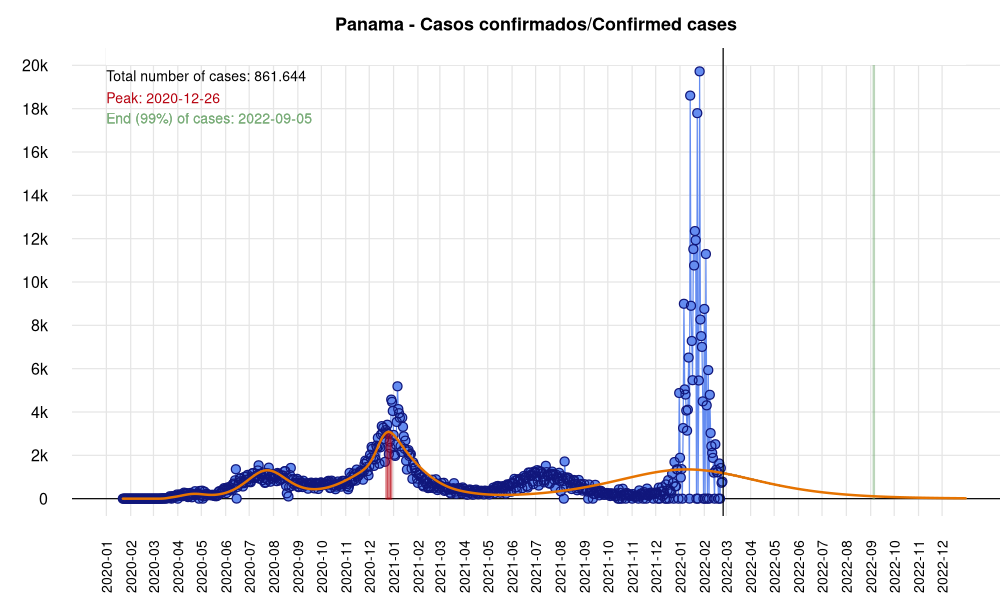 Panama - Casos confirmados/Confirmed cases
Total number of cases: 861.644
Peak: 2020-12-26
End (99%) of cases: 2022-09-05
20k
18k
16k
14k
12k
10k
8k
6k
4k
2k
0
2020-01
2020-02
2020-03
2020-04
2020-05
2020-06
2020-07
2020-08
2020-09
2020-10
2020-11
2020-12
2021-01
2021-02
2021-03
2021-04
2021-05
2021-06
2021-07
2021-08
2021-09
2021-10
2021-11
2021-12
2022-01
2022-02
2022-03
2022-04
2022-05
2022-06
2022-07
2022-08
2022-09
2022-10
2022-11
2022-12